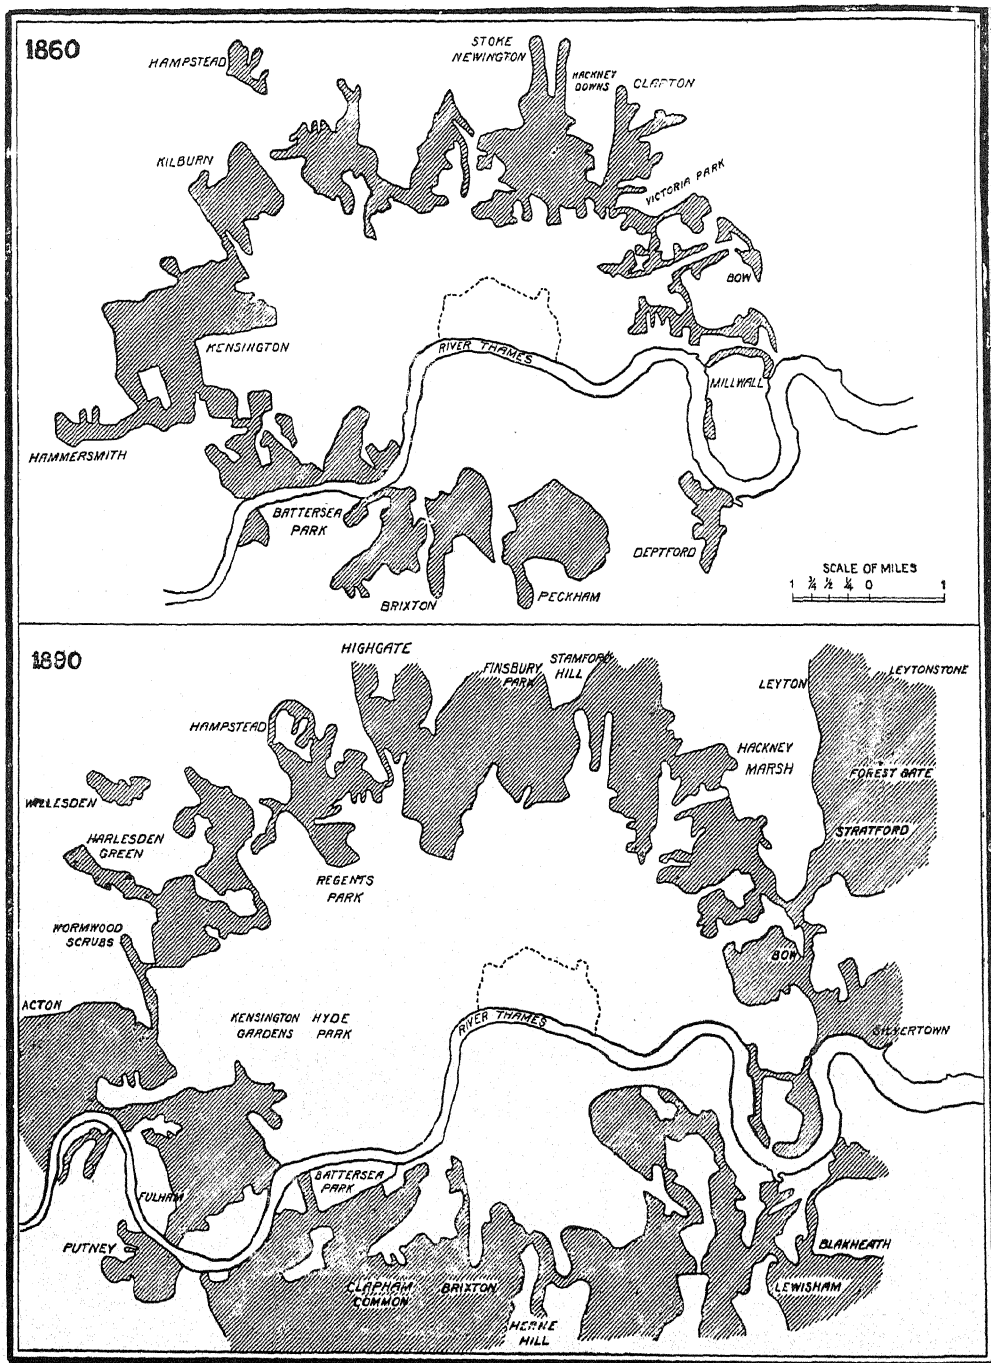 1860
HAMPSTEAD
STOKE
NEWINGTON
HACKNEY
DOWNS
CLAPTON
KILBURN
VICTORIA PARK
BOW
KENSINGTON
RIVER THAMES
MILLWALL
HAMMERSMITH
BATTERSEA
PARK
DEPTFORD
BRIXTON
PECKHAM
SCALE OF MILES
1 ¾ ½ ¼ 0 1
1890
HIGHGATE
FINSBURY
PARK
STAMFORD
HILL
LEYTON
LEYTONSTONE
HAMPSTEAD
HACKNEY
MARSH
WILLESDEN
FOREST GATE
HARLESDEN
GREEN
STRATFORD
REGENTS
PARK
WORMWOOD
SCRUBS
BOW
ACTON
KENSINGTON HYDE
GARDENS PARK
RIVER THAMES
SILVERTOWN
BATTERSEA
PARK
FULHAM
PUTNEY
BLAKHEATH
CLAPHAM
COMMON
BRIXTON
LEWISHAM
HERNE
HILL